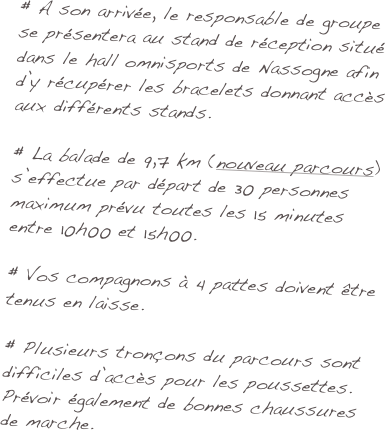 # A son arrivée, le responsable de groupe
se présentera au stand de réception situé
dans le hall omnisports de Nassogne afin
d'y récupérer les bracelets donnant accès
aux différents stands.

# La balade de 9,7 km (nouveau parcours)
s'effectue par départ de 30 personnes
maximum prévu toutes les 15 minutes
entre 10h00 et 15h00.

# Vos compagnons à 4 pattes doivent être
tenus en laisse.

# Plusieurs tronçons du parcours sont
difficiles d'accès pour les poussettes.
Prévoir également de bonnes chaussures
de marche.